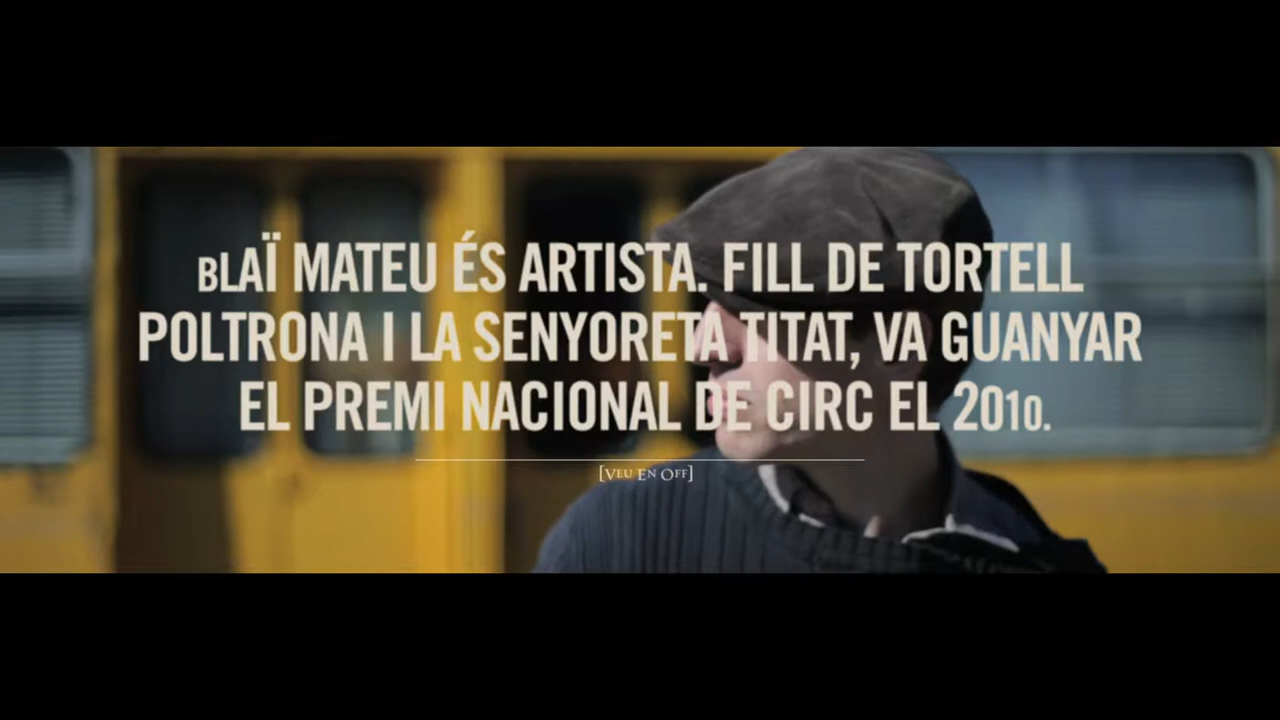 BLAÏ MATEU ÉS ARTISTA. FILL DE TORTELL
POLTRONA I LA SENYORETA TITAT, VA GUANYAR
EL PREMI NACIONAL DE CIRC EL 2010.
[VEU EN OFF]